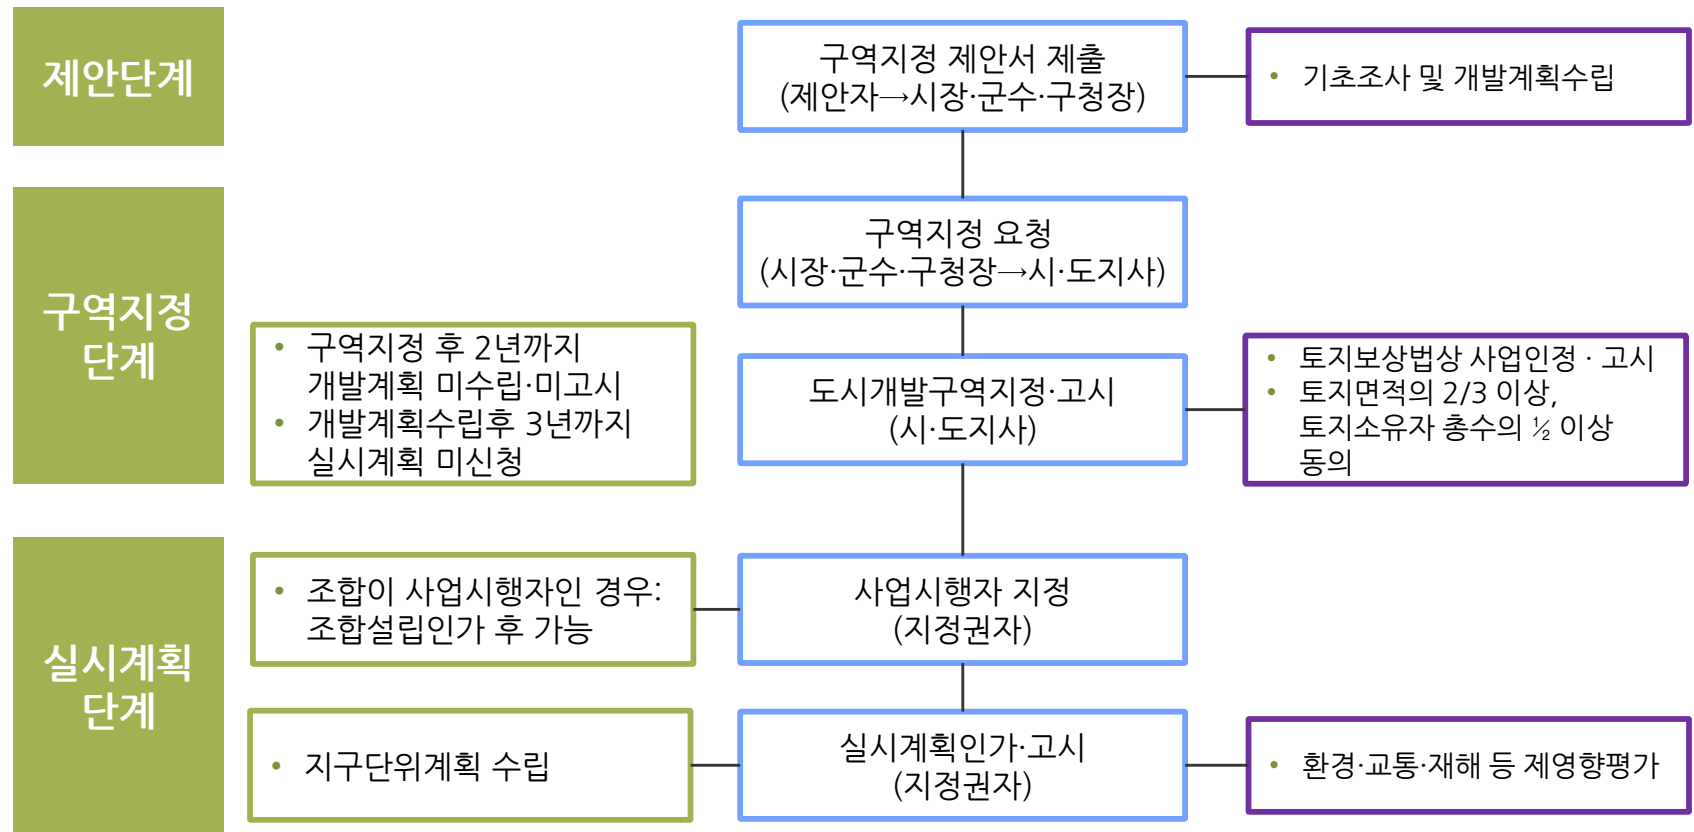 제안단계
구역지정 제안서 제출
(제안자→시장·군수·구청장)
• 기초조사 및 개발계획수립
구역지정
단계
구역지정 요청
(시장·군수·구청장→시·도지사)
• 구역지정 후 2년까지
개발계획 미수립·미고시
• 개발계획수립후 3년까지
실시계획 미신청
도시개발구역지정·고시
(시·도지사)
• 토지보상법상 사업인정 · 고시
• 토지면적의 2/3 이상,
토지소유자 총수의 ½ 이상
동의
실시계획
단계
• 조합이 사업시행자인 경우:
조합설립인가 후 가능
사업시행자 지정
(지정권자)
• 지구단위계획 수립
실시계획인가·고시
(지정권자)
• 환경·교통·재해 등 제영향평가